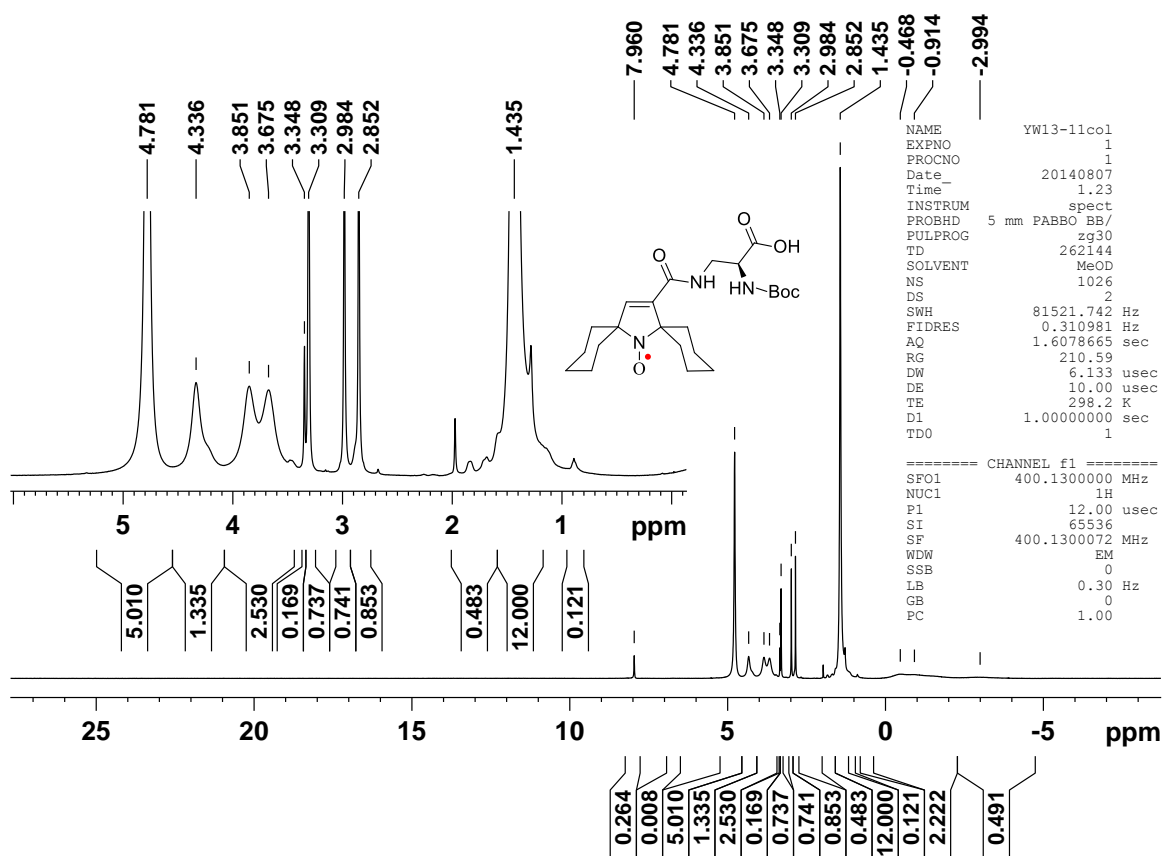 7.960
4.781
4.336
3.851
3.675
3.348
3.309
2.984
2.852
1.435
-0.468
-0.914
-2.994
4.781
4.336
3.851
3.675
3.348
3.309
2.984
2.852
1.435
NAME YW13-11col
EXPNO 1
PROCNO 1
Date_ 20140807
Time 1.23
INSTRUM spect
PROBHD 5 mm PABBO BB/
PULPROG zg30
TD 262144
SOLVENT MeOD
NS 1026
DS 2
SWH 81521.742 Hz
FIDRES 0.310981 Hz
AQ 1.6078665 sec
RG 210.59
DW 6.133 usec
DE 10.00 usec
TE 298.2 K
D1 1.00000000 sec
TD0 1
======== CHANNEL f1 ========
SFO1 400.1300000 MHz
NUC1 1H
P1 12.00 usec
SI 65536
SF 400.1300072 MHz
WDW EM
SSB 0
LB 0.30 Hz
GB 0
PC 1.00
O
OH
O
N
H
HN
Boc
N
O
5 4 3 2 1 ppm
5.010
1.335
2.530
0.169
0.737
0.741
0.853
0.483
12.000
0.121
25 20 15 10 5 0 -5 ppm
0.264
0.008
5.010
1.335
2.530
0.169
0.737
0.741
0.853
0.483
12.000
0.121
2.222
0.491